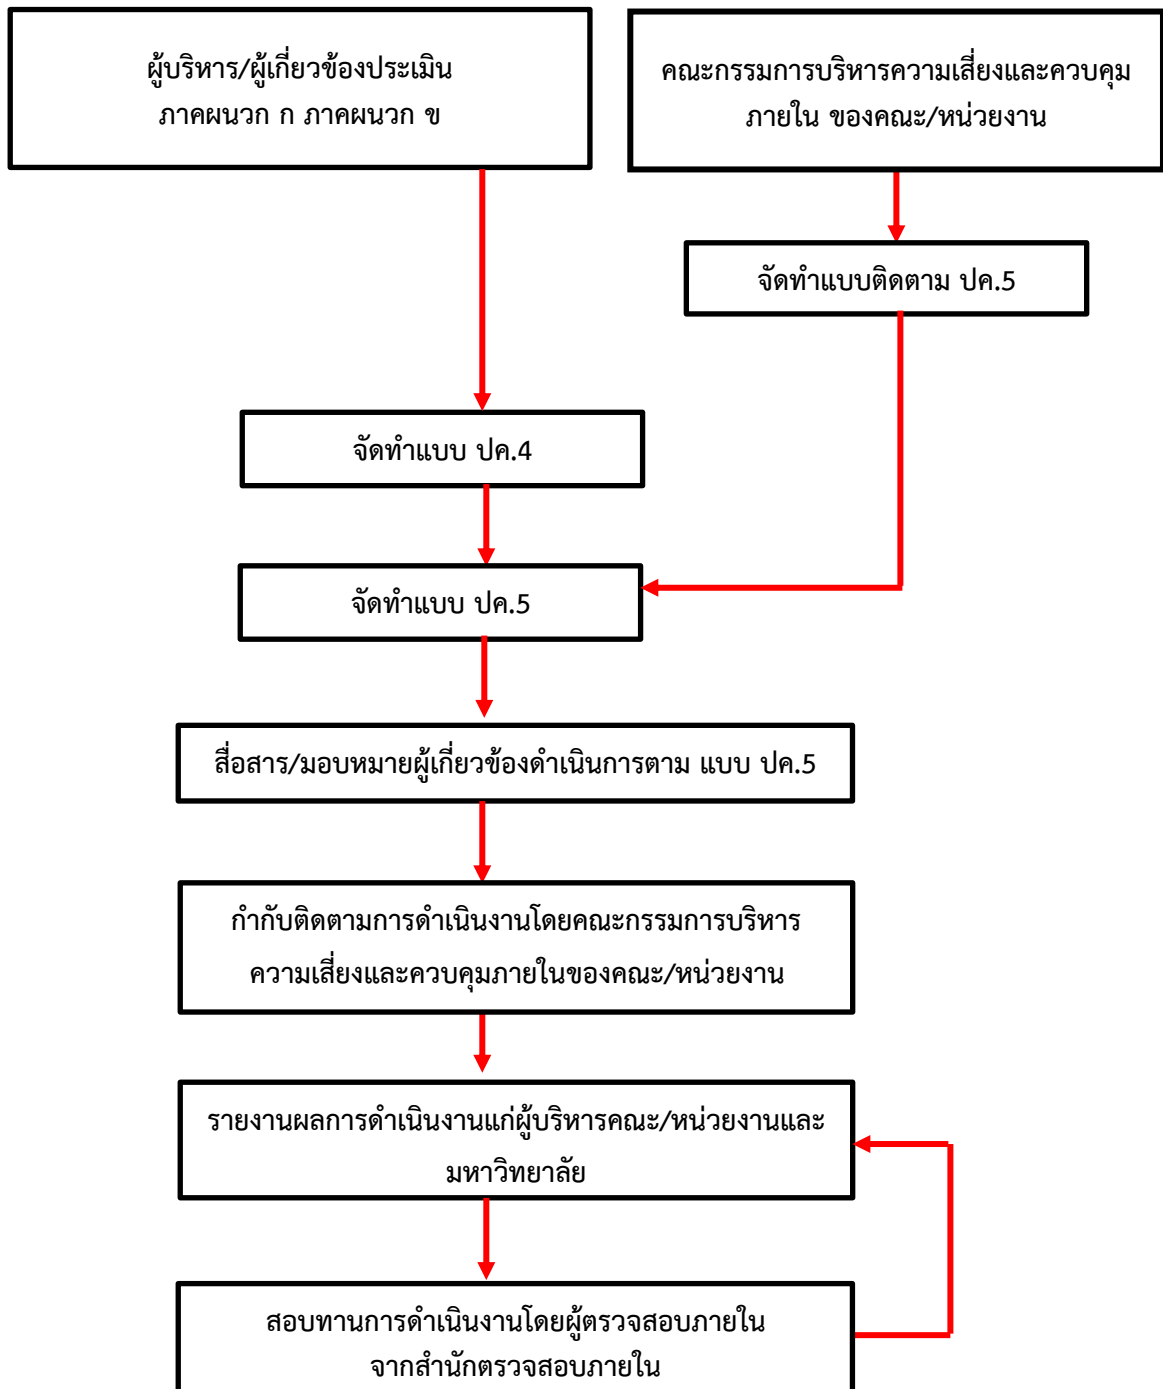 ผู้บริหาร/ผู้เกี่ยวข้องประเมิน
ภาคผนวก ก ภาคผนวก ข
คณะกรรมการบริหารความเสี่ยงและควบคุม
ภายใน ของคณะ/หน่วยงาน
จัดทำแบบติดตาม ปค.5
จัดทำแบบ ปค.4
จัดทำแบบ ปค.5
สื่อสาร/มอบหมายผู้เกี่ยวข้องดำเนินการตาม แบบ ปค.5
กำกับติดตามการดำเนินงานโดยคณะกรรมการบริหาร
ความเสี่ยงและควบคุมภายในของคณะ/หน่วยงาน
รายงานผลการดำเนินงานแก่ผู้บริหารคณะ/หน่วยงานและ
มหาวิทยาลัย
สอบทานการดำเนินงานโดยผู้ตรวจสอบภายใน
จากสำนักตรวจสอบภายใน